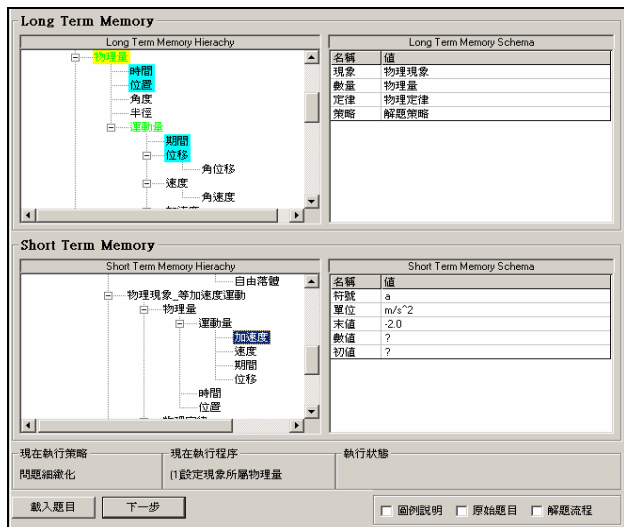 Long Term Memory
Long Term Memory Hierachy
物理量
時間
位置
角度
半徑
運動量
期間
位移
角位移
速度
角速度
加速度
Long Term Memory Schema
名稱 值
現象 物理現象
數量 物理量
定律 物理定律
策略 解題策略
Short Term Memory
Short Term Memory Hierarchy
自由落體
物理現象_等加速度運動
物理量
運動量
加速度
速度
期間
位移
時間
位置
物理定律
Short Term Memory Schema
名稱 值
符號 a
單位 m/s^2
末值 -2.0
數值 ?
初值 ?
現在執行策略
問題細緻化
現在執行程序
(1)設定現象所屬物理量
執行狀態
載入題目
下一步
圖例說明
原始題目
解題流程